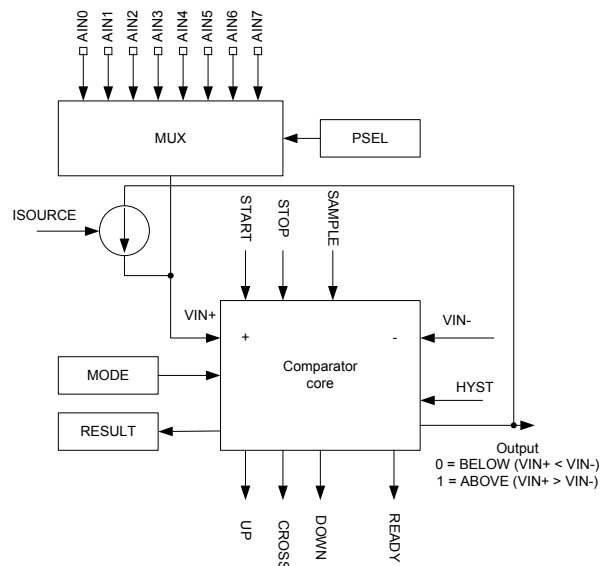 AIN0
AIN1
AIN2
AIN3
AIN4
AIN5
AIN6
AIN7
MUX
PSEL
ISOURCE
START
STOP
SAMPLE
VIN+
VIN-
+
-
MODE
Comparator
core
HYST
RESULT
Output
0 = BELOW (VIN+ < VIN-)
1 = ABOVE (VIN+ > VIN-)
UP
CROSS
DOWN
READY